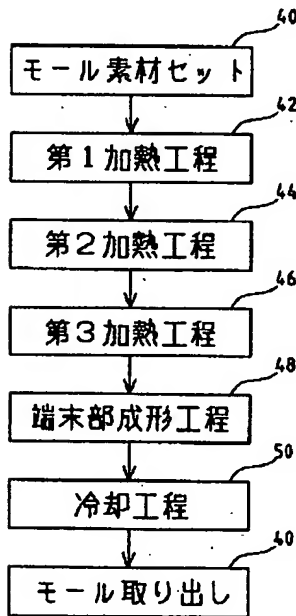 40
モール素材セット
42
第1加熱工程
44
第2加熱工程
46
第3加熱工程
48
端末部成形工程
50
冷却工程
40
モール取り出し